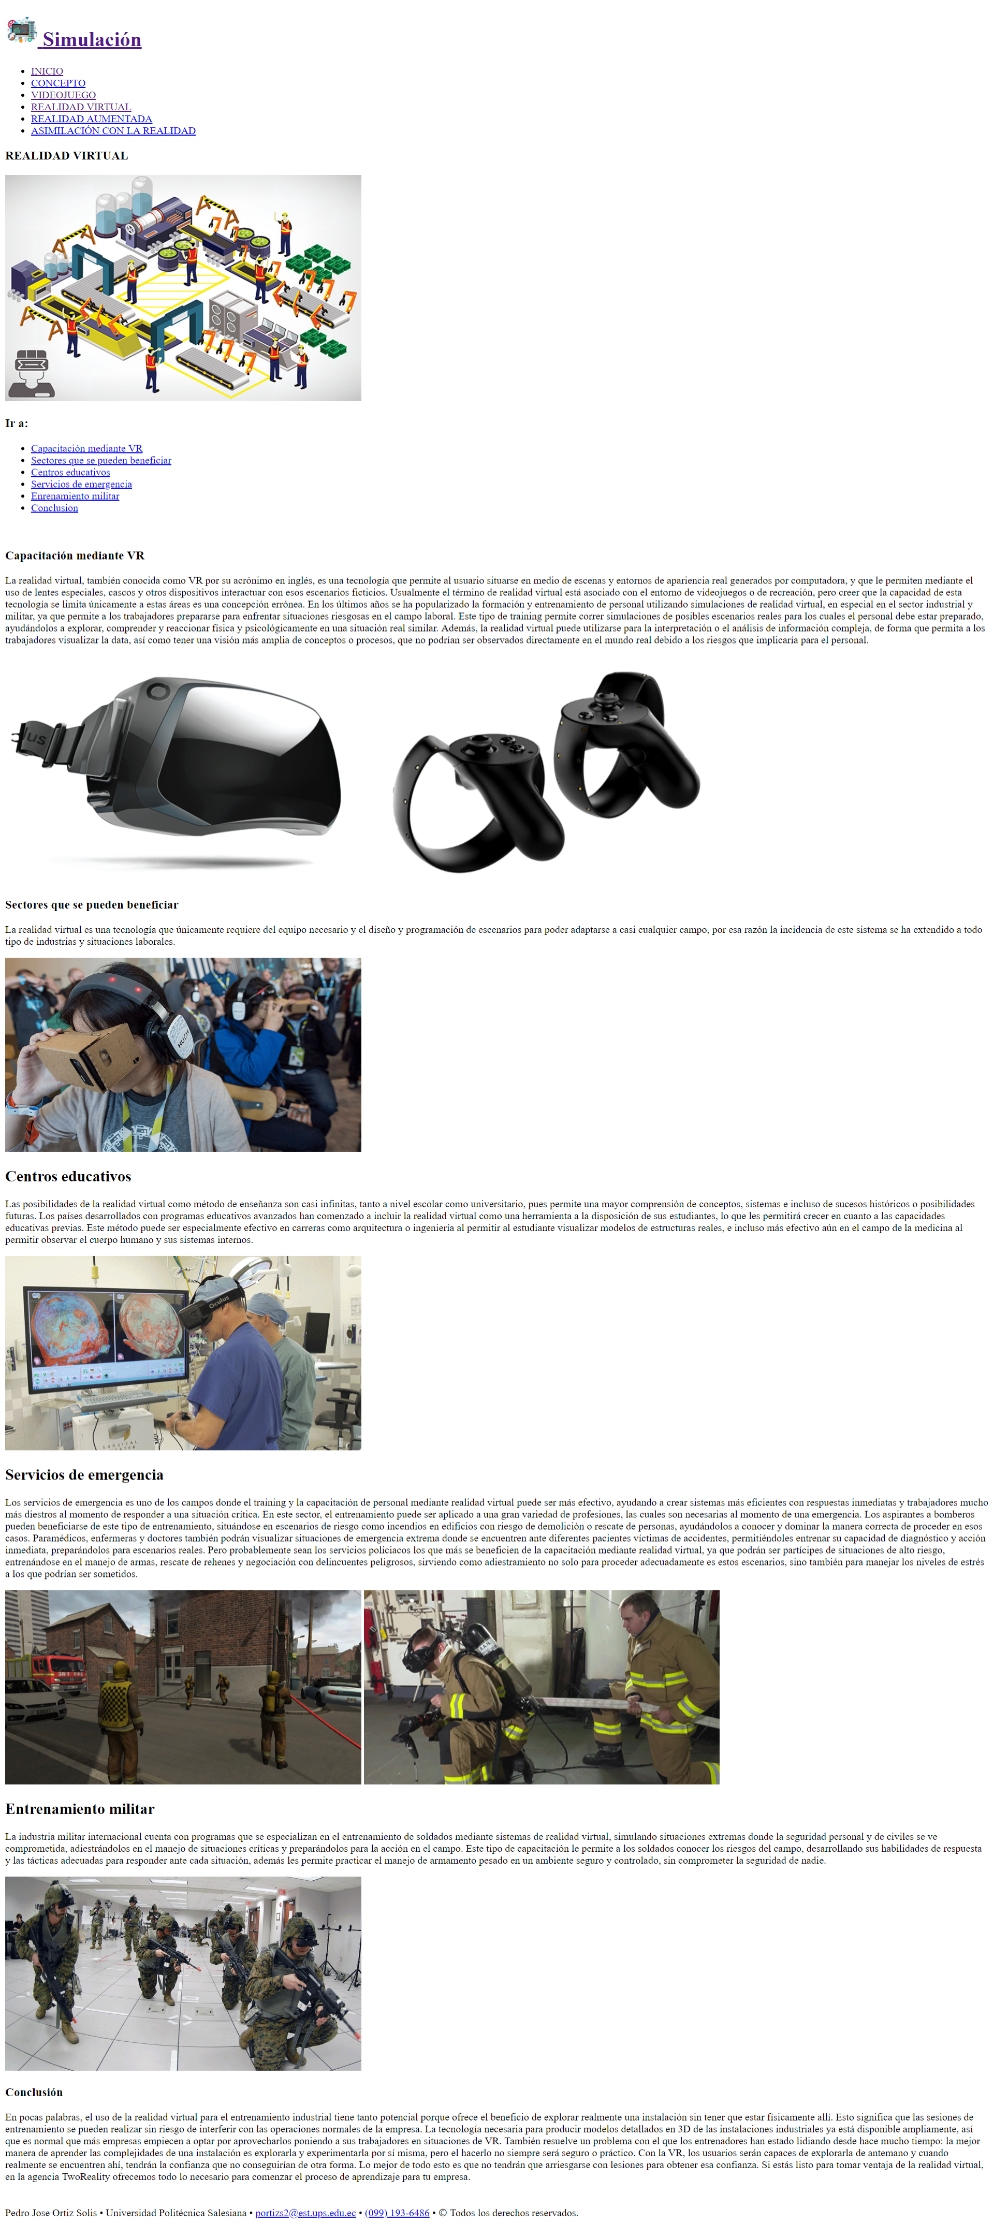 Simulación
INICIO
CONCEPTO
VIDEOJUEGO
REALIDAD VIRTUAL
REALIDAD AUMENTADA
ASIMILACIÓN CON LA REALIDAD
REALIDAD VIRTUAL
Ir a:
Capacitación mediante VR
Sectores que se pueden beneficiar
Centros educativos
Servicios de emergencia
Enrenamiento militar
Conclusion
Capacitación mediante VR
La realidad virtual, también conocida como VR por su acrónimo en inglés, es una tecnología que permite al usuario situarse en medio de escenas y entornos de apariencia real generados por computadora, y que le permiten mediante el
uso de lentes especiales, cascos y otros dispositivos interactuar con esos escenarios ficticios. Usualmente el término de realidad virtual está asociado con el entorno de videojuegos o de recreación, pero creer que la capacidad de esta
tecnología se limita únicamente a estas áreas es una concepción errónea. En los últimos años se ha popularizado la formación y entrenamiento de personal utilizando simulaciones de realidad virtual, en especial en el sector industrial y
militar, ya que permite a los trabajadores prepararse para enfrentar situaciones riesgosas en el campo laboral. Este tipo de training permite correr simulaciones de posibles escenarios reales para los cuales el personal debe estar preparado,
ayudándolos a explorar, comprender y reaccionar física y psicológicamente en una situación real similar. Además, la realidad virtual puede utilizarse para la interpretación o el análisis de información compleja, de forma que permita a los
trabajadores visualizar la data, así como tener una visión más amplia de conceptos o procesos, que no podrían ser observados directamente en el mundo real debido a los riesgos que implicaría para el personal.
us
Sectores que se pueden beneficiar
La realidad virtual es una tecnología que únicamente requiere del equipo necesario y el diseño y programación de escenarios para poder adaptarse a casi cualquier campo, por esa razón la incidencia de este sistema se ha extendido a todo
tipo de industrias y situaciones laborales.
Centros educativos
Las posibilidades de la realidad virtual como método de enseñanza son casi infinitas, tanto a nivel escolar como universitario, pues permite una mayor comprensión de conceptos, sistemas e incluso de sucesos históricos o posibilidades
futuras. Los países desarrollados con programas educativos avanzados han comenzado a incluir la realidad virtual como una herramienta a la disposición de sus estudiantes, lo que les permitirá crecer en cuanto a las capacidades
educativas previas. Este método puede ser especialmente efectivo en carreras como arquitectura o ingeniería al permitir al estudiante visualizar modelos de estructuras reales, e incluso más efectivo aún en el campo de la medicina al
permitir observar el cuerpo humano y sus sistemas internos.
Oculus
Servicios de emergencia
Los servicios de emergencia es uno de los campos donde el training y la capacitación de personal mediante realidad virtual puede ser más efectivo, ayudando a crear sistemas más eficientes con respuestas inmediatas y trabajadores mucho
más diestros al momento de responder a una situación crítica. En este sector, el entrenamiento puede ser aplicado a una gran variedad de profesiones, las cuales son necesarias al momento de una emergencia. Los aspirantes a bomberos
pueden beneficiarse de este tipo de entrenamiento, situándose en escenarios de riesgo como incendios en edificios con riesgo de demolición o rescate de personas, ayudándolos a conocer y dominar la manera correcta de proceder en esos
casos. Paramédicos, enfermeras y doctores también podrán visualizar situaciones de emergencia extrema donde se encuentren ante diferentes pacientes víctimas de accidentes, permitiéndoles entrenar su capacidad de diagnóstico y acción
inmediata, preparándolos para escenarios reales. Pero probablemente sean los servicios policíacos los que más se beneficien de la capacitación mediante realidad virtual, ya que podrán ser partícipes de situaciones de alto riesgo,
entrenándose en el manejo de armas, rescate de rehenes y negociación con delincuentes peligrosos, sirviendo como adiestramiento no solo para proceder adecuadamente es estos escenarios, sino también para manejar los niveles de estrés
a los que podrían ser sometidos.
Entrenamiento militar
La industria militar internacional cuenta con programas que se especializan en el entrenamiento de soldados mediante sistemas de realidad virtual, simulando situaciones extremas donde la seguridad personal y de civiles se ve
comprometida, adiestrándolos en el manejo de situaciones críticas y preparándolos para la acción en el campo. Este tipo de capacitación le permite a los soldados conocer los riesgos del campo, desarrollando sus habilidades de respuesta
y las tácticas adecuadas para responder ante cada situación, además les permite practicar el manejo de armamento pesado en un ambiente seguro y controlado, sin comprometer la seguridad de nadie.
Conclusión
En pocas palabras, el uso de la realidad virtual para el entrenamiento industrial tiene tanto potencial porque ofrece el beneficio de explorar realmente una instalación sin tener que estar físicamente allí. Esto significa que las sesiones de
entrenamiento se pueden realizar sin riesgo de interferir con las operaciones normales de la empresa. La tecnología necesaria para producir modelos detallados en 3D de las instalaciones industriales ya está disponible ampliamente, así
que es normal que más empresas empiecen a optar por aprovecharlos poniendo a sus trabajadores en situaciones de VR. También resuelve un problema con el que los entrenadores han estado lidiando desde hace mucho tiempo: la mejor
manera de aprender las complejidades de una instalación es explorarla y experimentarla por sí misma, pero el hacerlo no siempre será seguro o práctico. Con la VR, los usuarios serán capaces de explorarla de antemano y cuando
realmente se encuentren ahí, tendrán la confianza que no conseguirían de otra forma. Lo mejor de todo esto es que no tendrán que arriesgarse con lesiones para obtener esa confianza. Si estás listo para tomar ventaja de la realidad virtual,
en la agencia TwoReality ofrecemos todo lo necesario para comenzar el proceso de aprendizaje para tu empresa.
Pedro Jose Ortiz Solis • Universidad Politécnica Salesiana • portizs2@est.ups.edu.ec • (099) 193-6486 • © Todos los derechos reservados.